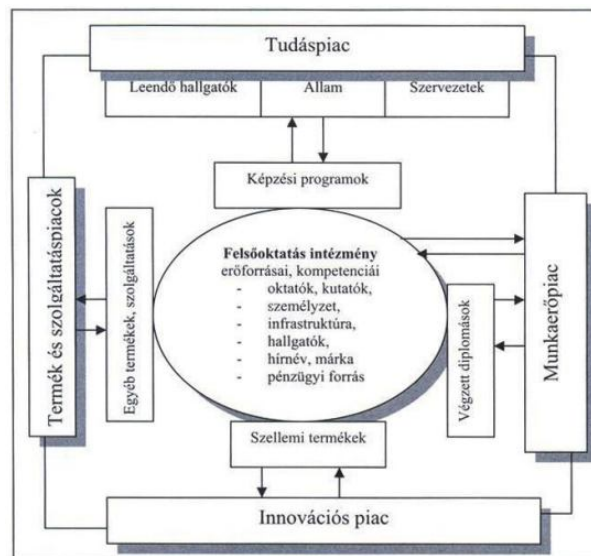 Tudáspiac
Leendő hallgatók
Állam
Szervezetek
Képzési programok
Termék és szolgáltatáspiacok
Egyéb termékek, szolgáltatások
Felsőoktatás intézmény
erőforrásai, kompetenciái
- oktatók, kutatók,
- személyzet,
- infrastruktúra,
- hallgatók,
- hírnév, márka
- pénzügyi forrás
Végzett diplomások
Munkaerőpiac
Szellemi termékek
Innovációs piac